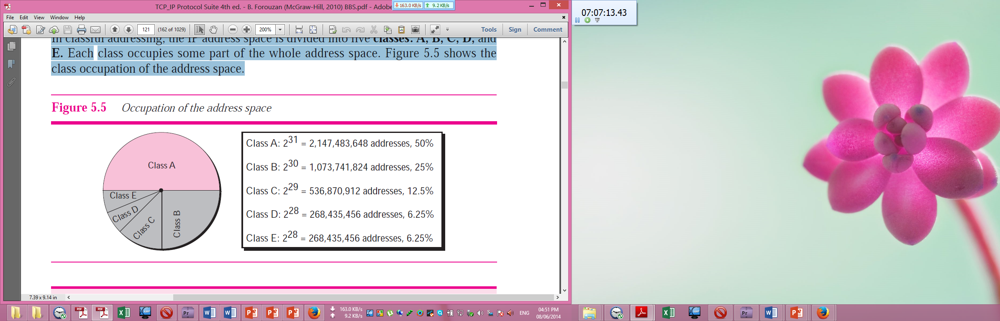 TCP_IP Protocol Suite 4th ed. - B. Forouzan (McGraw-Hill, 2010) BBS.pdf - Adobe
163.0 KB/s 9.2 KB/s
07:07:13.43
File Edit View Window Help
121 (162 of 1029) 200% Tools Sign Comment
In classful addressing, the IP address space is divided into five classes: A, B, C, D, and
E. Each class occupies some part of the whole address space. Figure 5.5 shows the
class occupation of the address space.
Figure 5.5 Occupation of the address space
Class A
Class E
Class D
Class C
Class B
Class A: 2^31 = 2,147,483,648 addresses, 50%
Class B: 2^30 = 1,073,741,824 addresses, 25%
Class C: 2^29 = 536,870,912 addresses, 12.5%
Class D: 2^28 = 268,435,456 addresses, 6.25%
Class E: 2^28 = 268,435,456 addresses, 6.25%
7.39 x 9.14 in
163.0 KB/s
9.2 KB/s
ENG
04:51 PM
08/06/2014